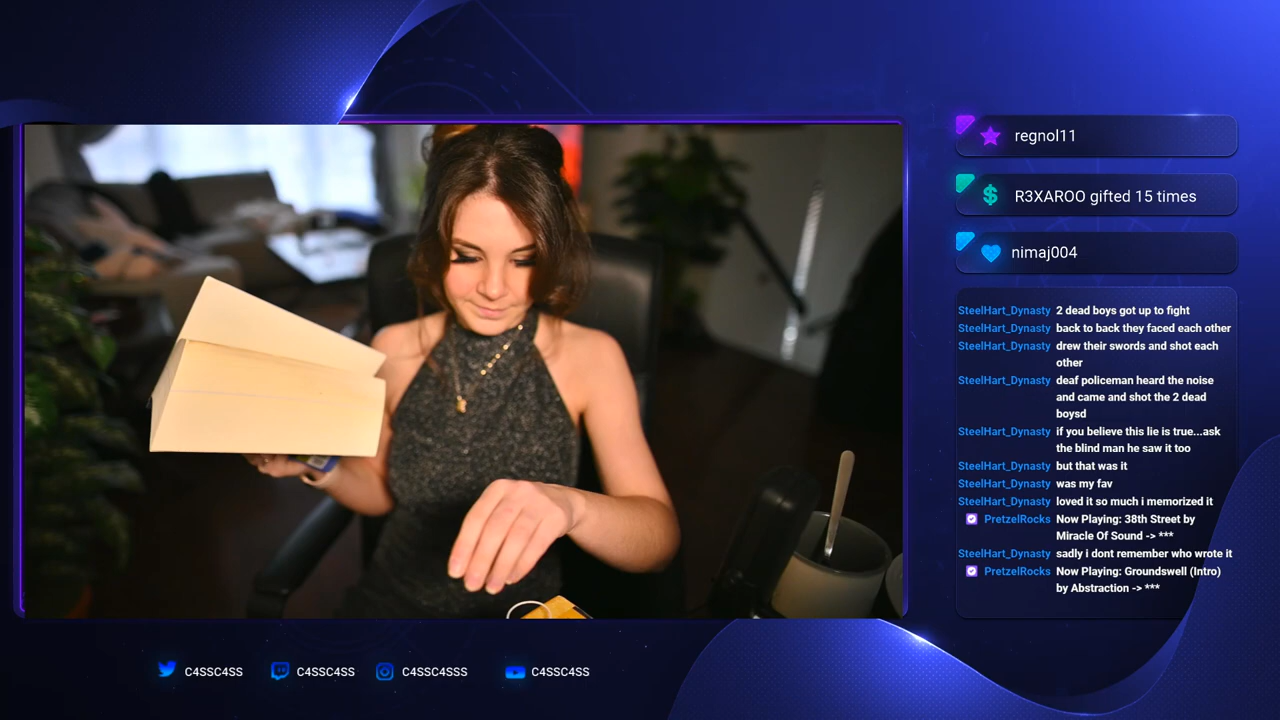 regnol11
R3XAROO gifted 15 times
nimaj004
SteelHart_Dynasty 2 dead boys got up to fight
SteelHart_Dynasty back to back they faced each other
SteelHart_Dynasty drew their swords and shot each
other
SteelHart_Dynasty deaf policeman heard the noise
and came and shot the 2 dead
boysd
SteelHart_Dynasty if you believe this lie is true...ask
the blind man he saw it too
SteelHart_Dynasty but that was it
SteelHart_Dynasty was my fav
SteelHart_Dynasty loved it so much i memorized it
PretzelRocks Now Playing: 38th Street by
Miracle Of Sound -> ***
SteelHart_Dynasty sadly i dont remember who wrote it
PretzelRocks Now Playing: Groundswell (Intro)
by Abstraction -> ***
C4SSC4SS C4SSC4SS C4SSC4SSS C4SSC4SS